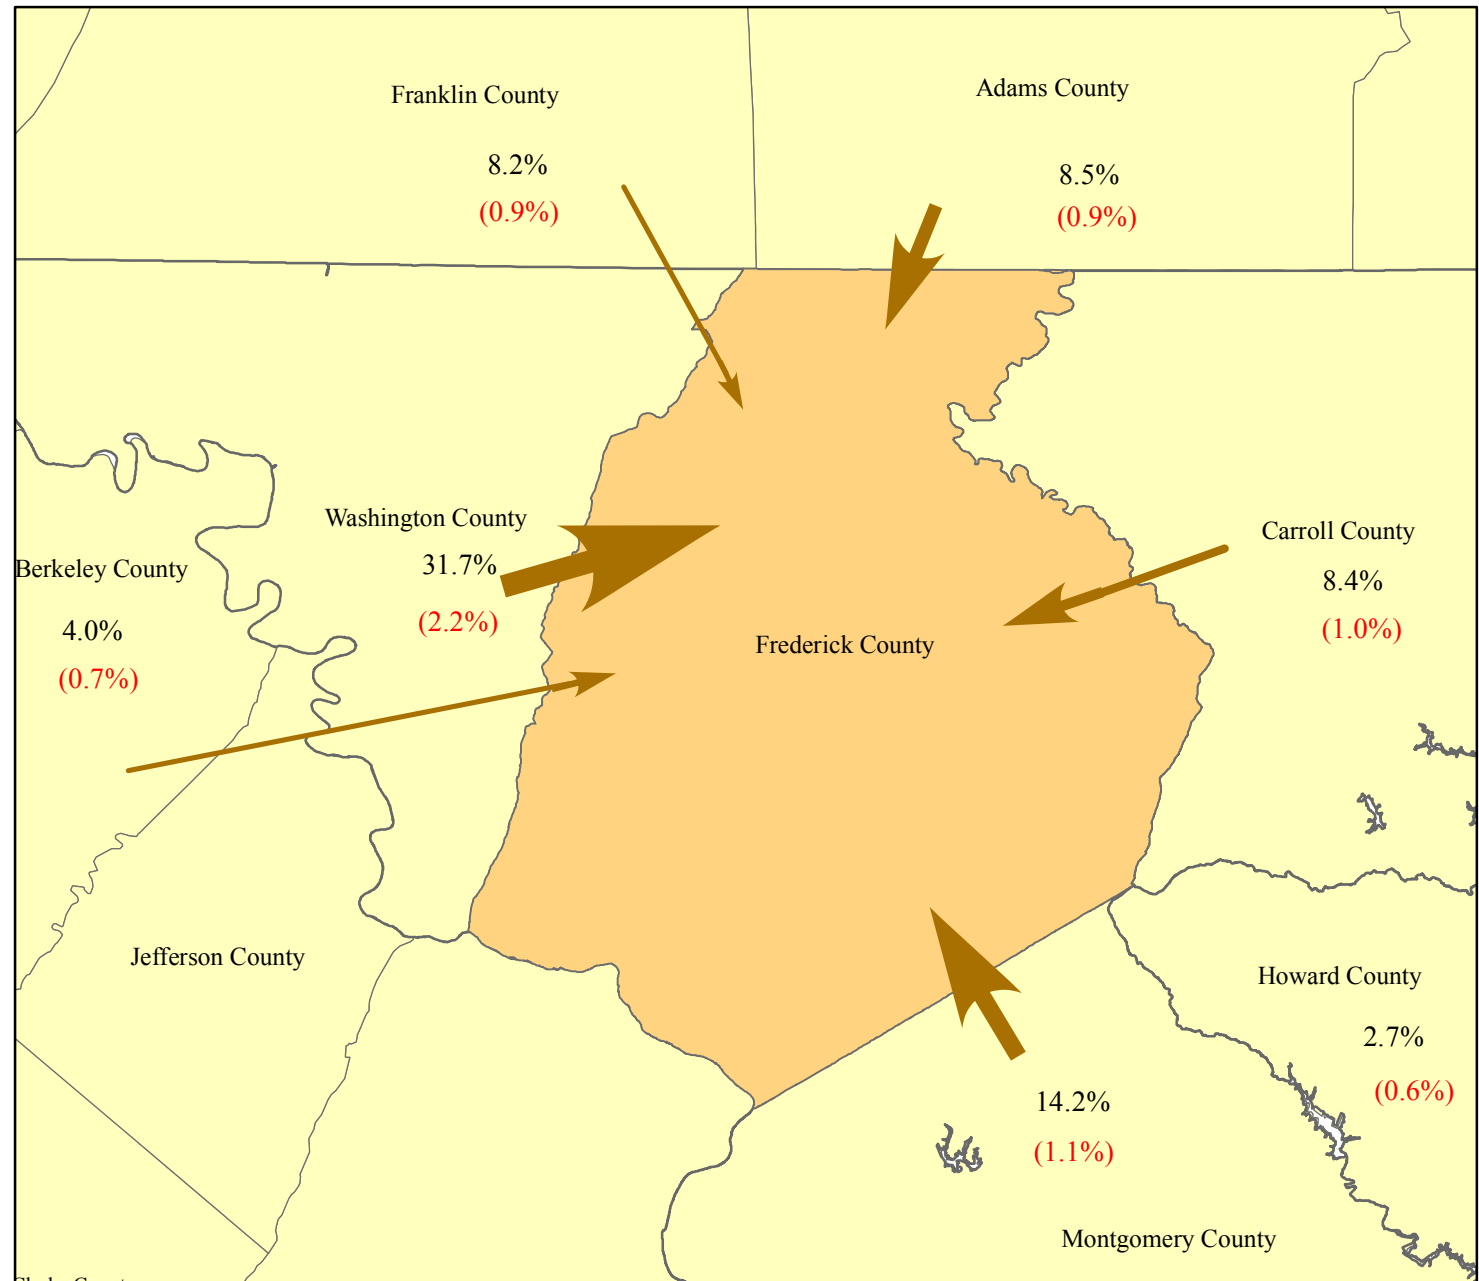 Franklin County
8.2%
(0.9%)
Adams County
8.5%
(0.9%)
Washington County
31.7%
(2.2%)
Berkeley County
4.0%
(0.7%)
Carroll County
8.4%
(1.0%)
Frederick County
Jefferson County
Howard County
2.7%
(0.6%)
14.2%
(1.1%)
Montgomery County